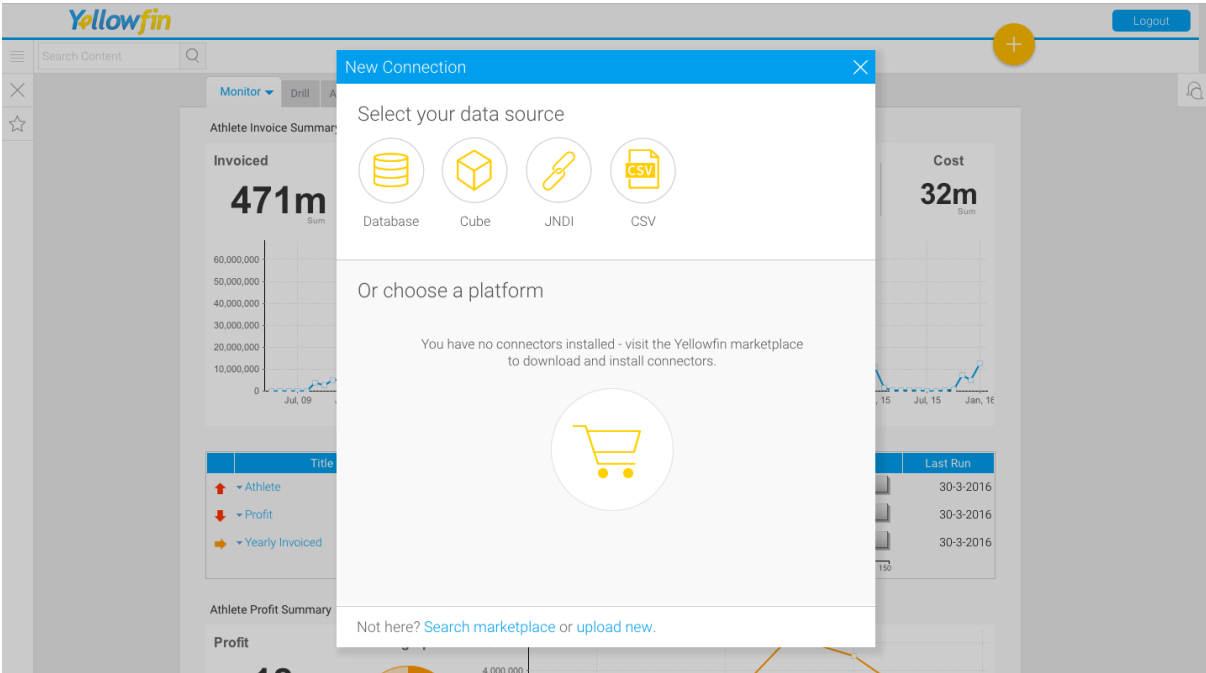 Yellowfin
Logout
Search Content
+
New Connection
Monitor
Drill
A
Athlete Invoice Summary
Select your data source
CSV
Database
Cube
JNDI
CSV
Invoiced
471m
Sum
Cost
32m
Sum
60,000,000
50,000,000
40,000,000
30,000,000
20,000,000
10,000,000
0
Jul, 09
, 15
Jul, 15
Jan, 16
Or choose a platform
You have no connectors installed - visit the Yellowfin marketplace
to download and install connectors.
Title
Last Run
Athlete
30-3-2016
Profit
30-3-2016
Yearly Invoiced
30-3-2016
150
Athlete Profit Summary
Not here? Search marketplace or upload new.
Profit
4,000,000